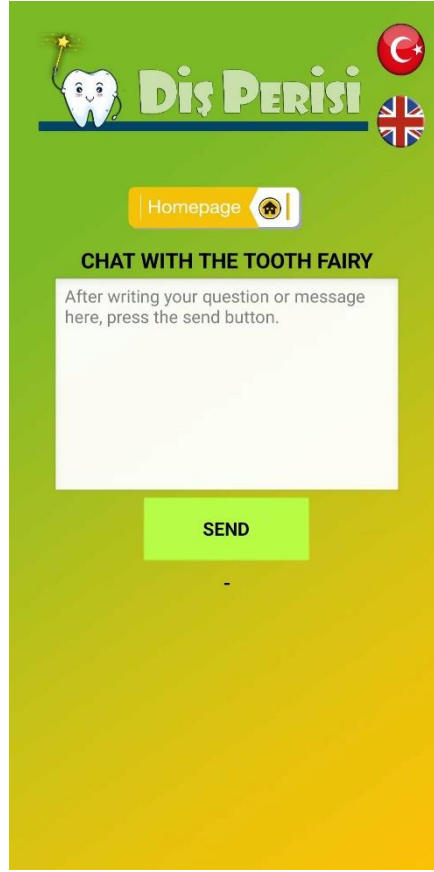 Diş Perisi
Homepage
CHAT WITH THE TOOTH FAIRY
After writing your question or message
here, press the send button.
SEND
-